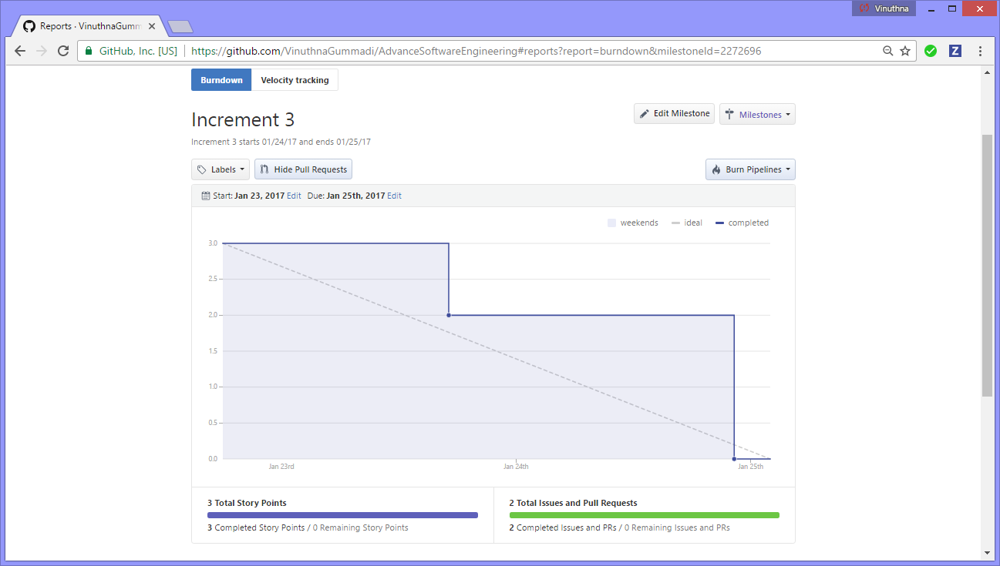 Vinuthna
Reports · VinuthnaGumm
GitHub, Inc. [US] https://github.com/VinuthnaGummadi/AdvanceSoftwareEngineering#reports?report=burndown&milestoneId=2272696
Z
Burndown Velocity tracking
Increment 3
Edit Milestone Milestones
Increment 3 starts 01/24/17 and ends 01/25/17
Labels Hide Pull Requests Burn Pipelines
Start: Jan 23, 2017 Edit Due: Jan 25th, 2017 Edit
weekends ideal completed
3.0
2.5
2.0
1.5
1.0
0.5
0.0
Jan 23rd Jan 24th Jan 25th
3 Total Story Points
3 Completed Story Points / 0 Remaining Story Points
2 Total Issues and Pull Requests
2 Completed Issues and PRs / 0 Remaining Issues and PRs